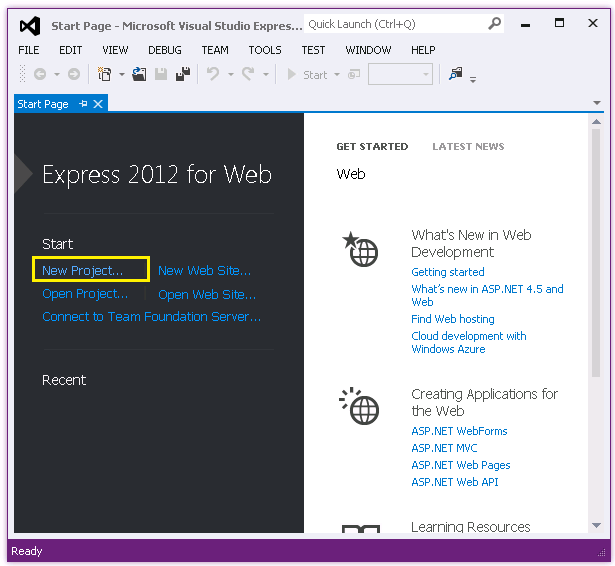 Start Page - Microsoft Visual Studio Expres...
Quick Launch (Ctrl+Q)
FILE EDIT VIEW DEBUG TEAM TOOLS TEST WINDOW HELP
Start
Start Page
Express 2012 for Web
Start
New Project... New Web Site...
Open Project... Open Web Site...
Connect to Team Foundation Server...
Recent
GET STARTED LATEST NEWS
Web
What's New in Web
Development
Getting started
What's new in ASP.NET 4.5 and
Web
Find Web hosting
Cloud development with
Windows Azure
Creating Applications for
the Web
ASP.NET WebForms
ASP.NET MVC
ASP.NET Web Pages
ASP.NET Web API
Learning Resources
Ready